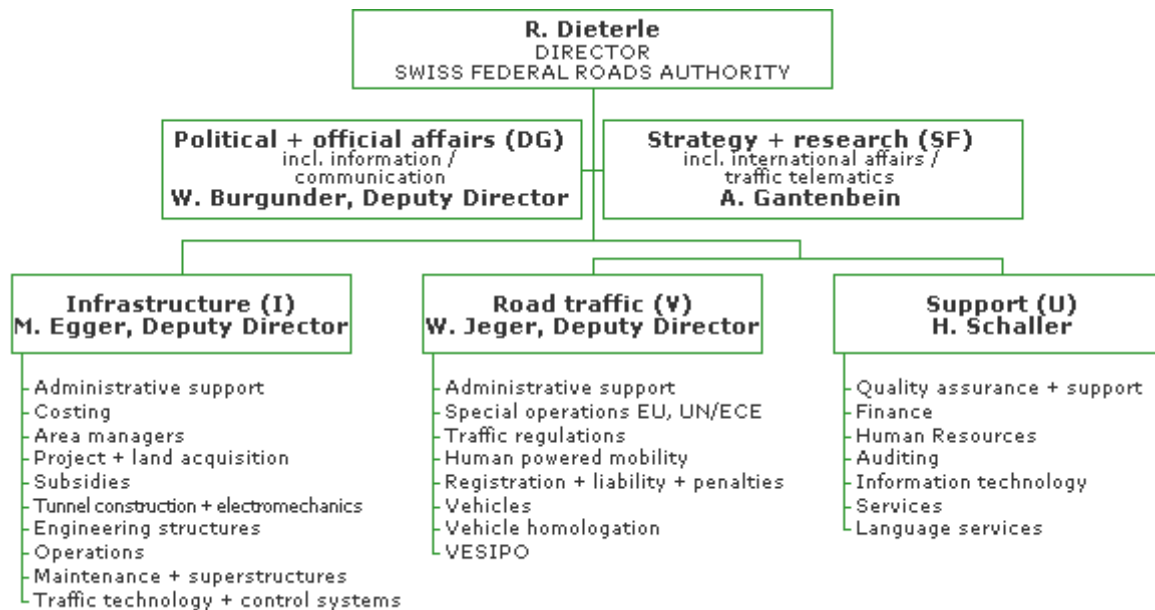 R. Dieterle
DIRECTOR
SWISS FEDERAL ROADS AUTHORITY
Political + official affairs (DG)
incl. information /
communication
W. Burgunder, Deputy Director
Strategy + research (SF)
incl. international affairs /
traffic telematics
A. Gantenbein
Infrastructure (I)
M. Egger, Deputy Director
Administrative support
Costing
Area managers
Project + land acquisition
Subsidies
Tunnel construction + electromechanics
Engineering structures
Operations
Maintenance + superstructures
Traffic technology + control systems
Road traffic (V)
W. Jeger, Deputy Director
Administrative support
Special operations EU, UN/ECE
Traffic regulations
Human powered mobility
Registration + liability + penalties
Vehicles
Vehicle homologation
VESIPO
Support (U)
H. Schaller
Quality assurance + support
Finance
Human Resources
Auditing
Information technology
Services
Language services